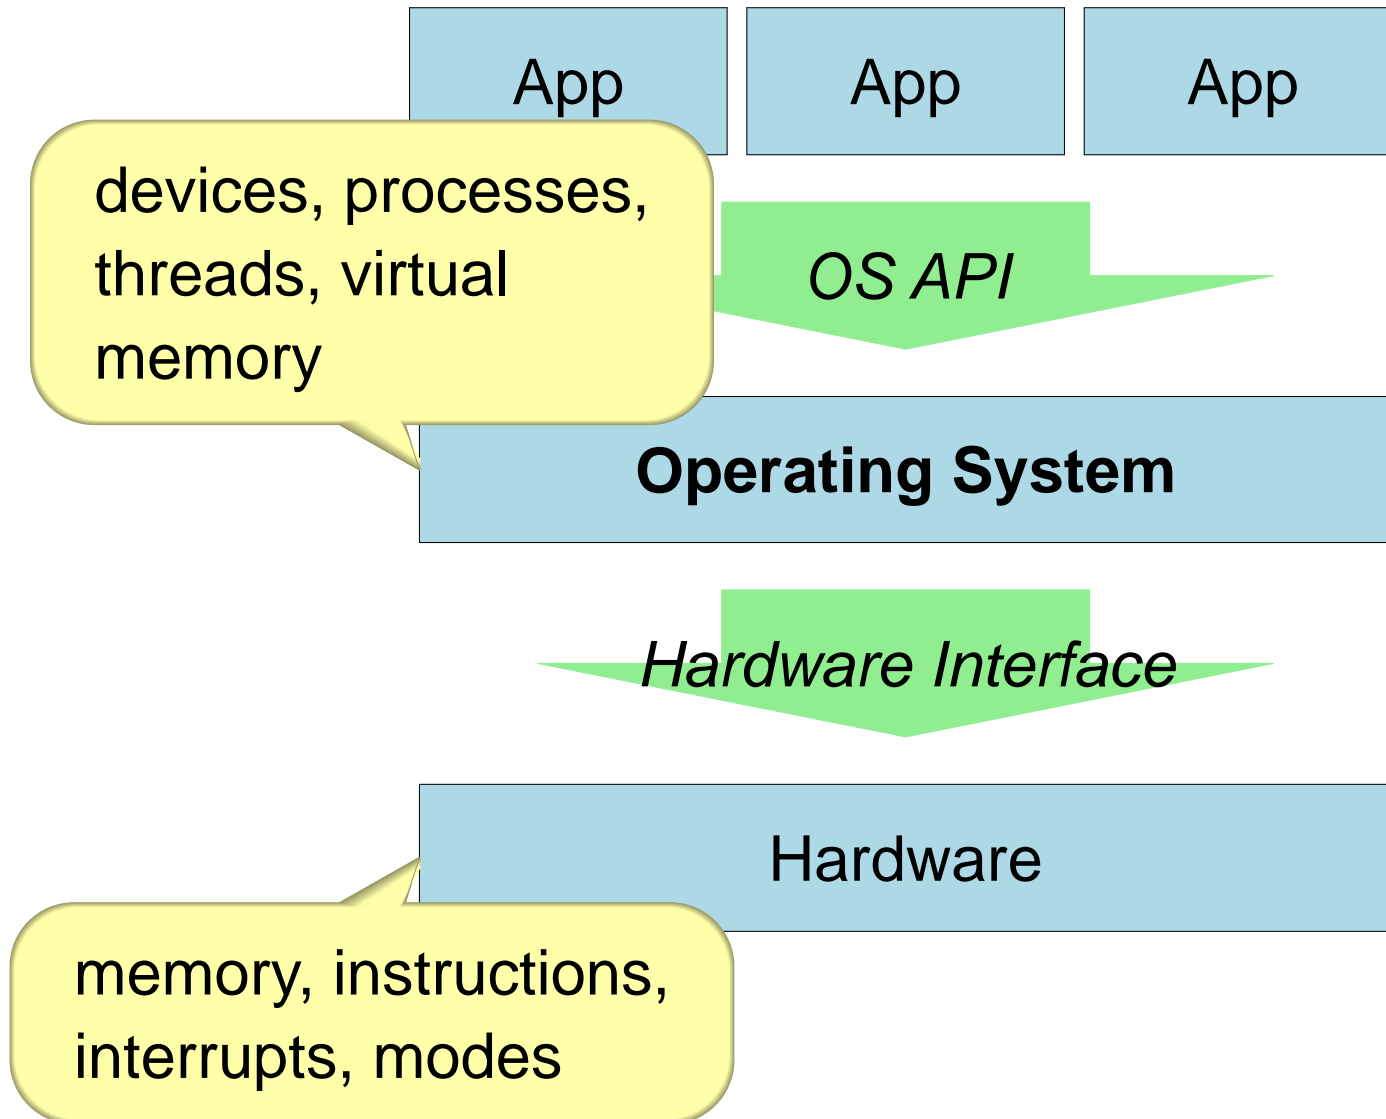 App App App
devices, processes,
threads, virtual
memory
OS API
Operating System
Hardware Interface
Hardware
memory, instructions,
interrupts, modes